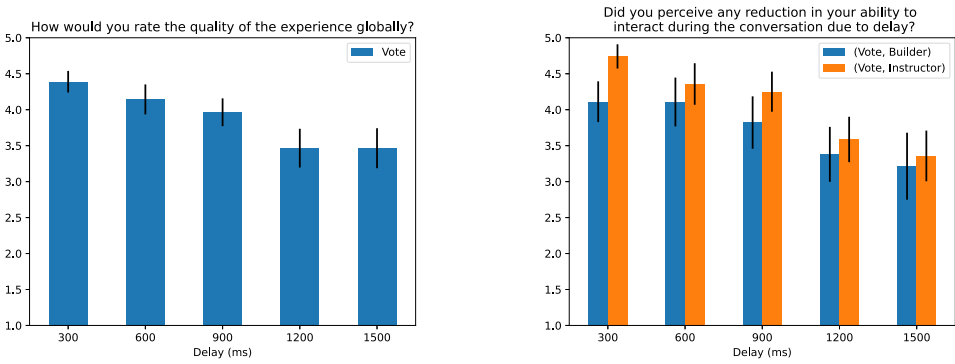 How would you rate the quality of the experience globally?
Vote
5.0
4.5
4.0
3.5
3.0
2.5
2.0
1.5
1.0
300 600 900 1200 1500
Delay (ms)
Did you perceive any reduction in your ability to
interact during the conversation due to delay?
(Vote, Builder)
(Vote, Instructor)
5.0
4.5
4.0
3.5
3.0
2.5
2.0
1.5
1.0
300 600 900 1200 1500
Delay (ms)